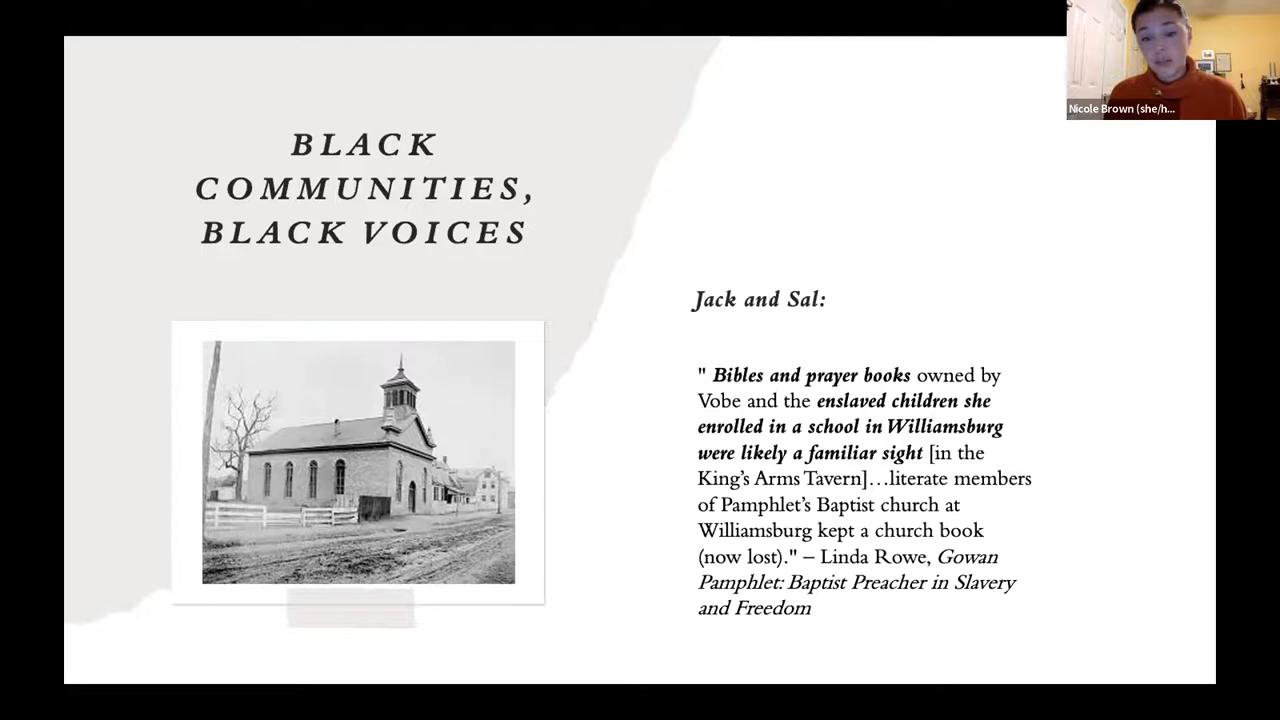 BLACK
COMMUNITIES,
BLACK VOICES
Jack and Sal:
" Bibles and prayer books owned by
Vobe and the enslaved children she
enrolled in a school in Williamsburg
were likely a familiar sight [in the
King’s Arms Tavern]…literate members
of Pamphlet’s Baptist church at
Williamsburg kept a church book
(now lost)." – Linda Rowe, Gowan
Pamphlet: Baptist Preacher in Slavery
and Freedom
Nicole Brown (she/h...